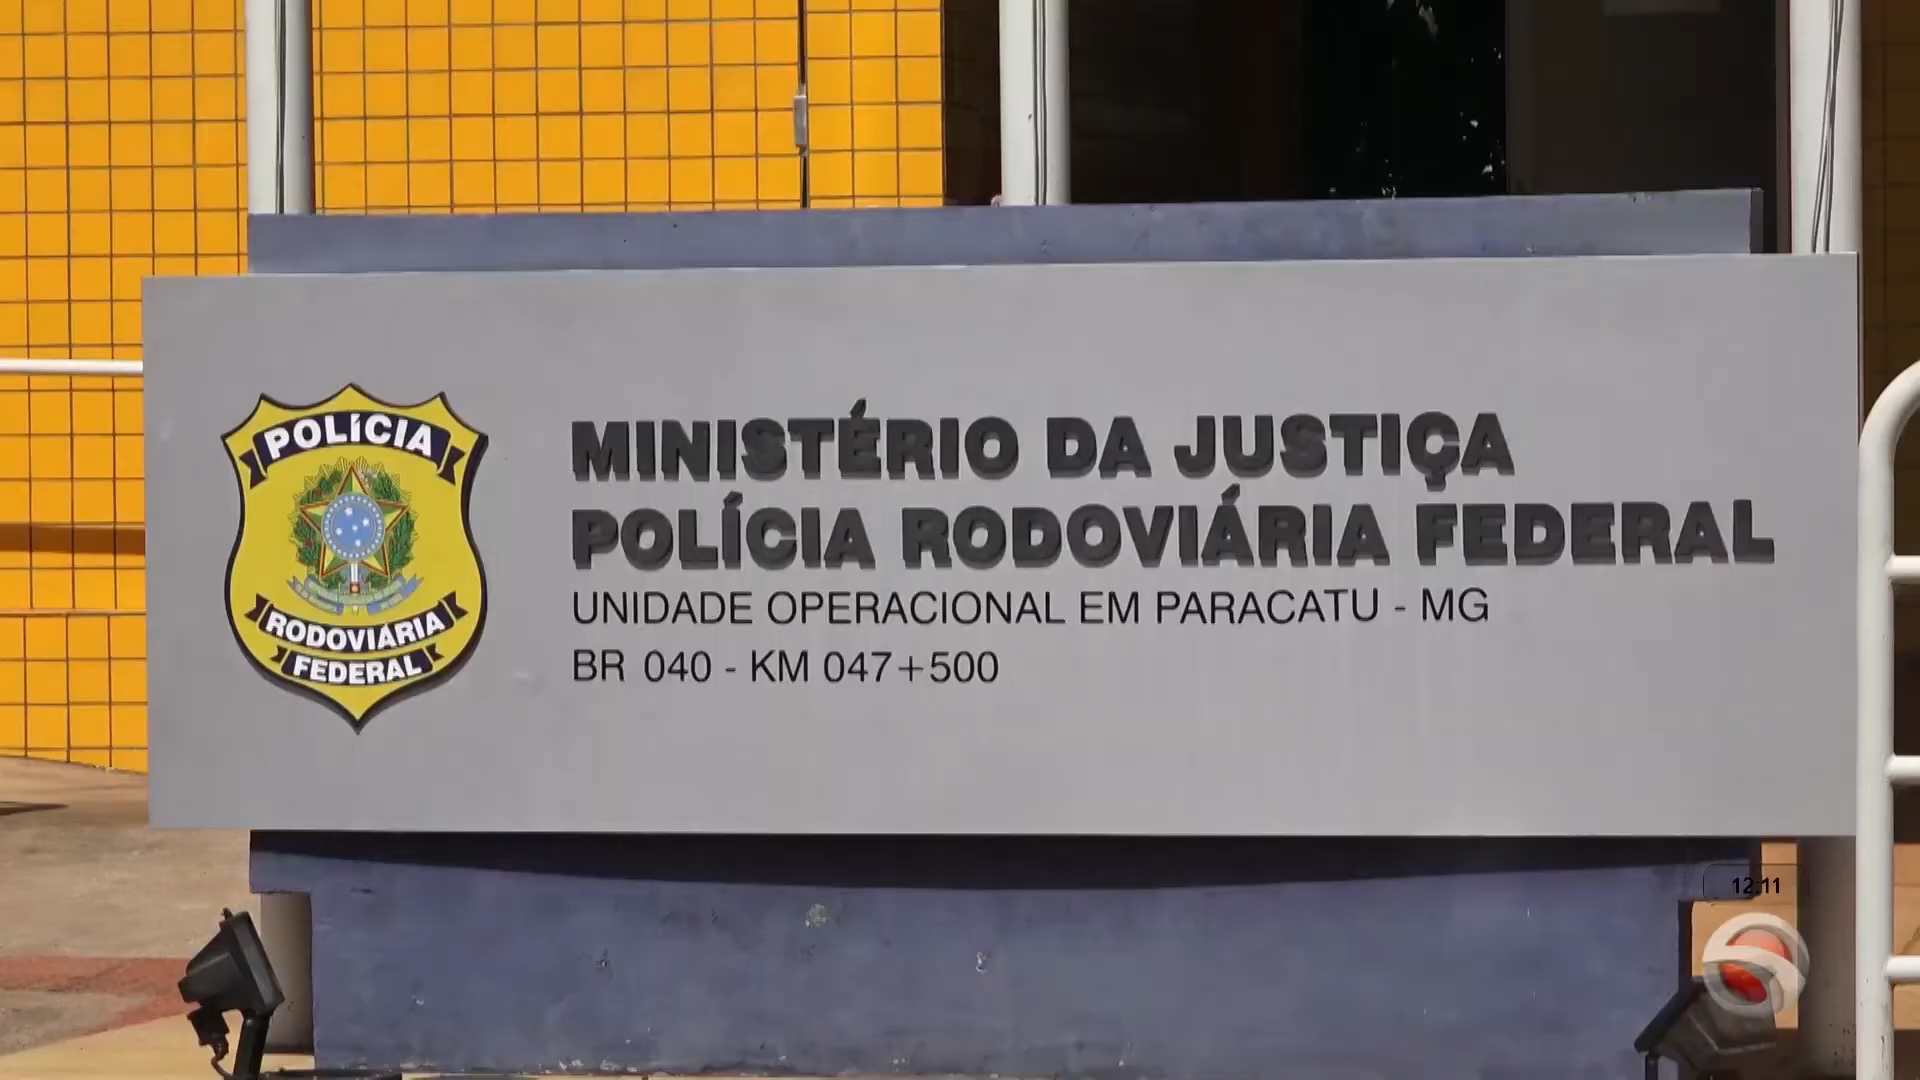 POLÍCIA
RODOVIÁRIA
FEDERAL
MINISTÉRIO DA JUSTIÇA
POLÍCIA RODOVIÁRIA FEDERAL
UNIDADE OPERACIONAL EM PARACATU - MG
BR 040 - KM 047+500
12:11